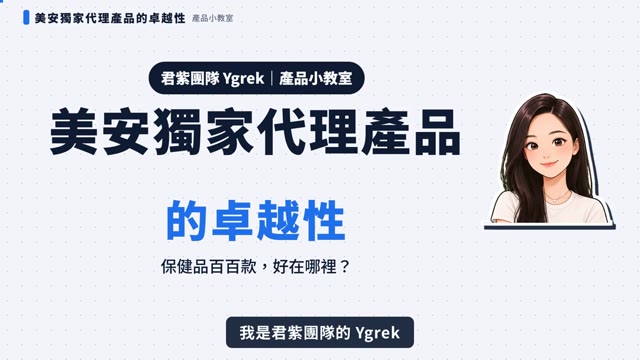 美安獨家代理產品的卓越性 產品小教室
君紫團隊 Ygrek｜產品小教室
美安獨家代理產品
的卓越性
保健品百百款，好在哪裡？
我是君紫團隊的 Ygrek